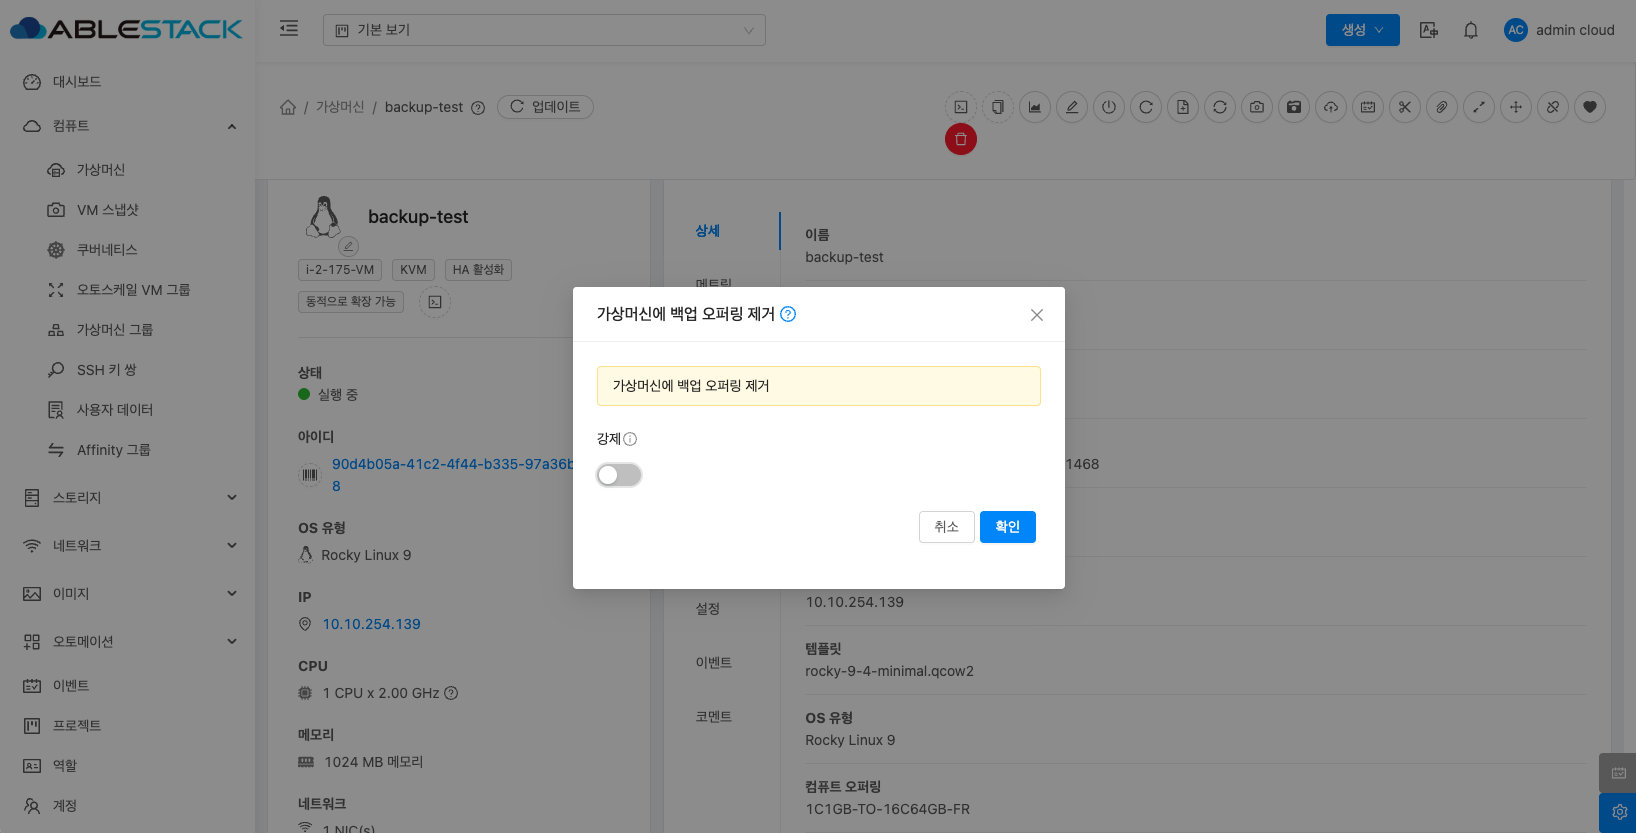 ABLESTACK
기본 보기
생성
AC
admin cloud
대시보드
컴퓨트
가상머신
VM 스냅샷
쿠버네티스
오토스케일 VM 그룹
가상머신 그룹
SSH 키 쌍
사용자 데이터
Affinity 그룹
스토리지
네트워크
이미지
오토메이션
이벤트
프로젝트
역할
계정
/ 가상머신 / backup-test
업데이트
backup-test
i-2-175-VM
KVM
HA 활성화
동적으로 확장 가능
상태
실행 중
아이디
90d4b05a-41c2-4f44-b335-97a36b
8
OS 유형
Rocky Linux 9
IP
10.10.254.139
CPU
1 CPU x 2.00 GHz
메모리
1024 MB 메모리
네트워크
1 NIC(s)
상세
메트릭
설정
이벤트
코멘트
이름
backup-test
1468
10.10.254.139
템플릿
rocky-9-4-minimal.qcow2
OS 유형
Rocky Linux 9
컴퓨트 오퍼링
1C1GB-TO-16C64GB-FR
가상머신에 백업 오퍼링 제거
가상머신에 백업 오퍼링 제거
강제
취소
확인